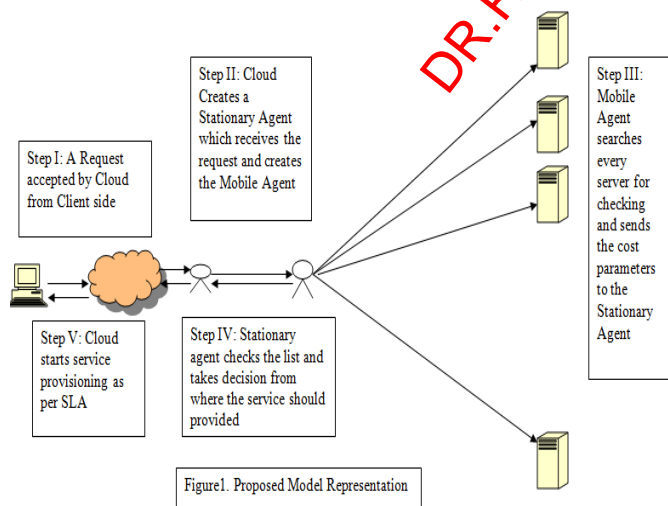 DR.
Step II: Cloud
Creates a
Stationary Agent
which receives the
request and creates
the Mobile Agent
Step III:
Mobile
Agent
searches
every
server for
checking
and sends
the cost
parameters
to the
Stationary
Agent
Step I: A Request
accepted by Cloud
from Client side
Step V: Cloud
starts service
provisioning as
per SLA
Step IV: Stationary
agent checks the list and
takes decision from
where the service should
provided
Figure1. Proposed Model Representation